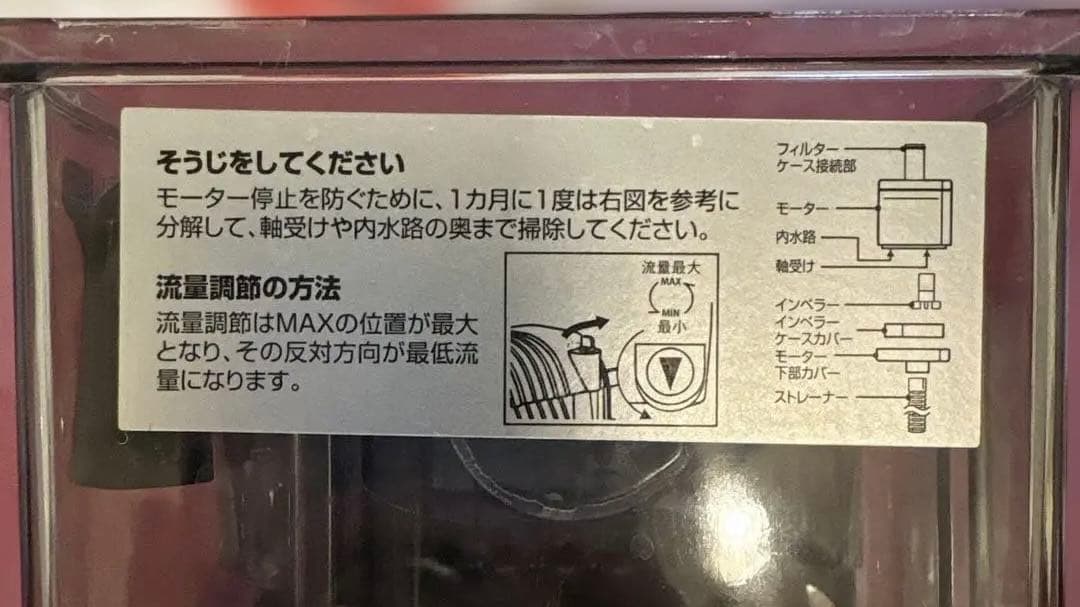 そうじをしてください
モーター停止を防ぐために、1カ月に1度は右図を参考に
分解して、軸受けや内水路の奥まで掃除してください。
流量調節の方法
流量調節はMAXの位置が最大
となり、その反対方向が最低流
量になります。
流量最大
MAX
MIN
最小
フィルター
ケース接続部
モーター
内水路
軸受け
インペラー
インペラー
ケースカバー
モーター
下部カバー
ストレーナー